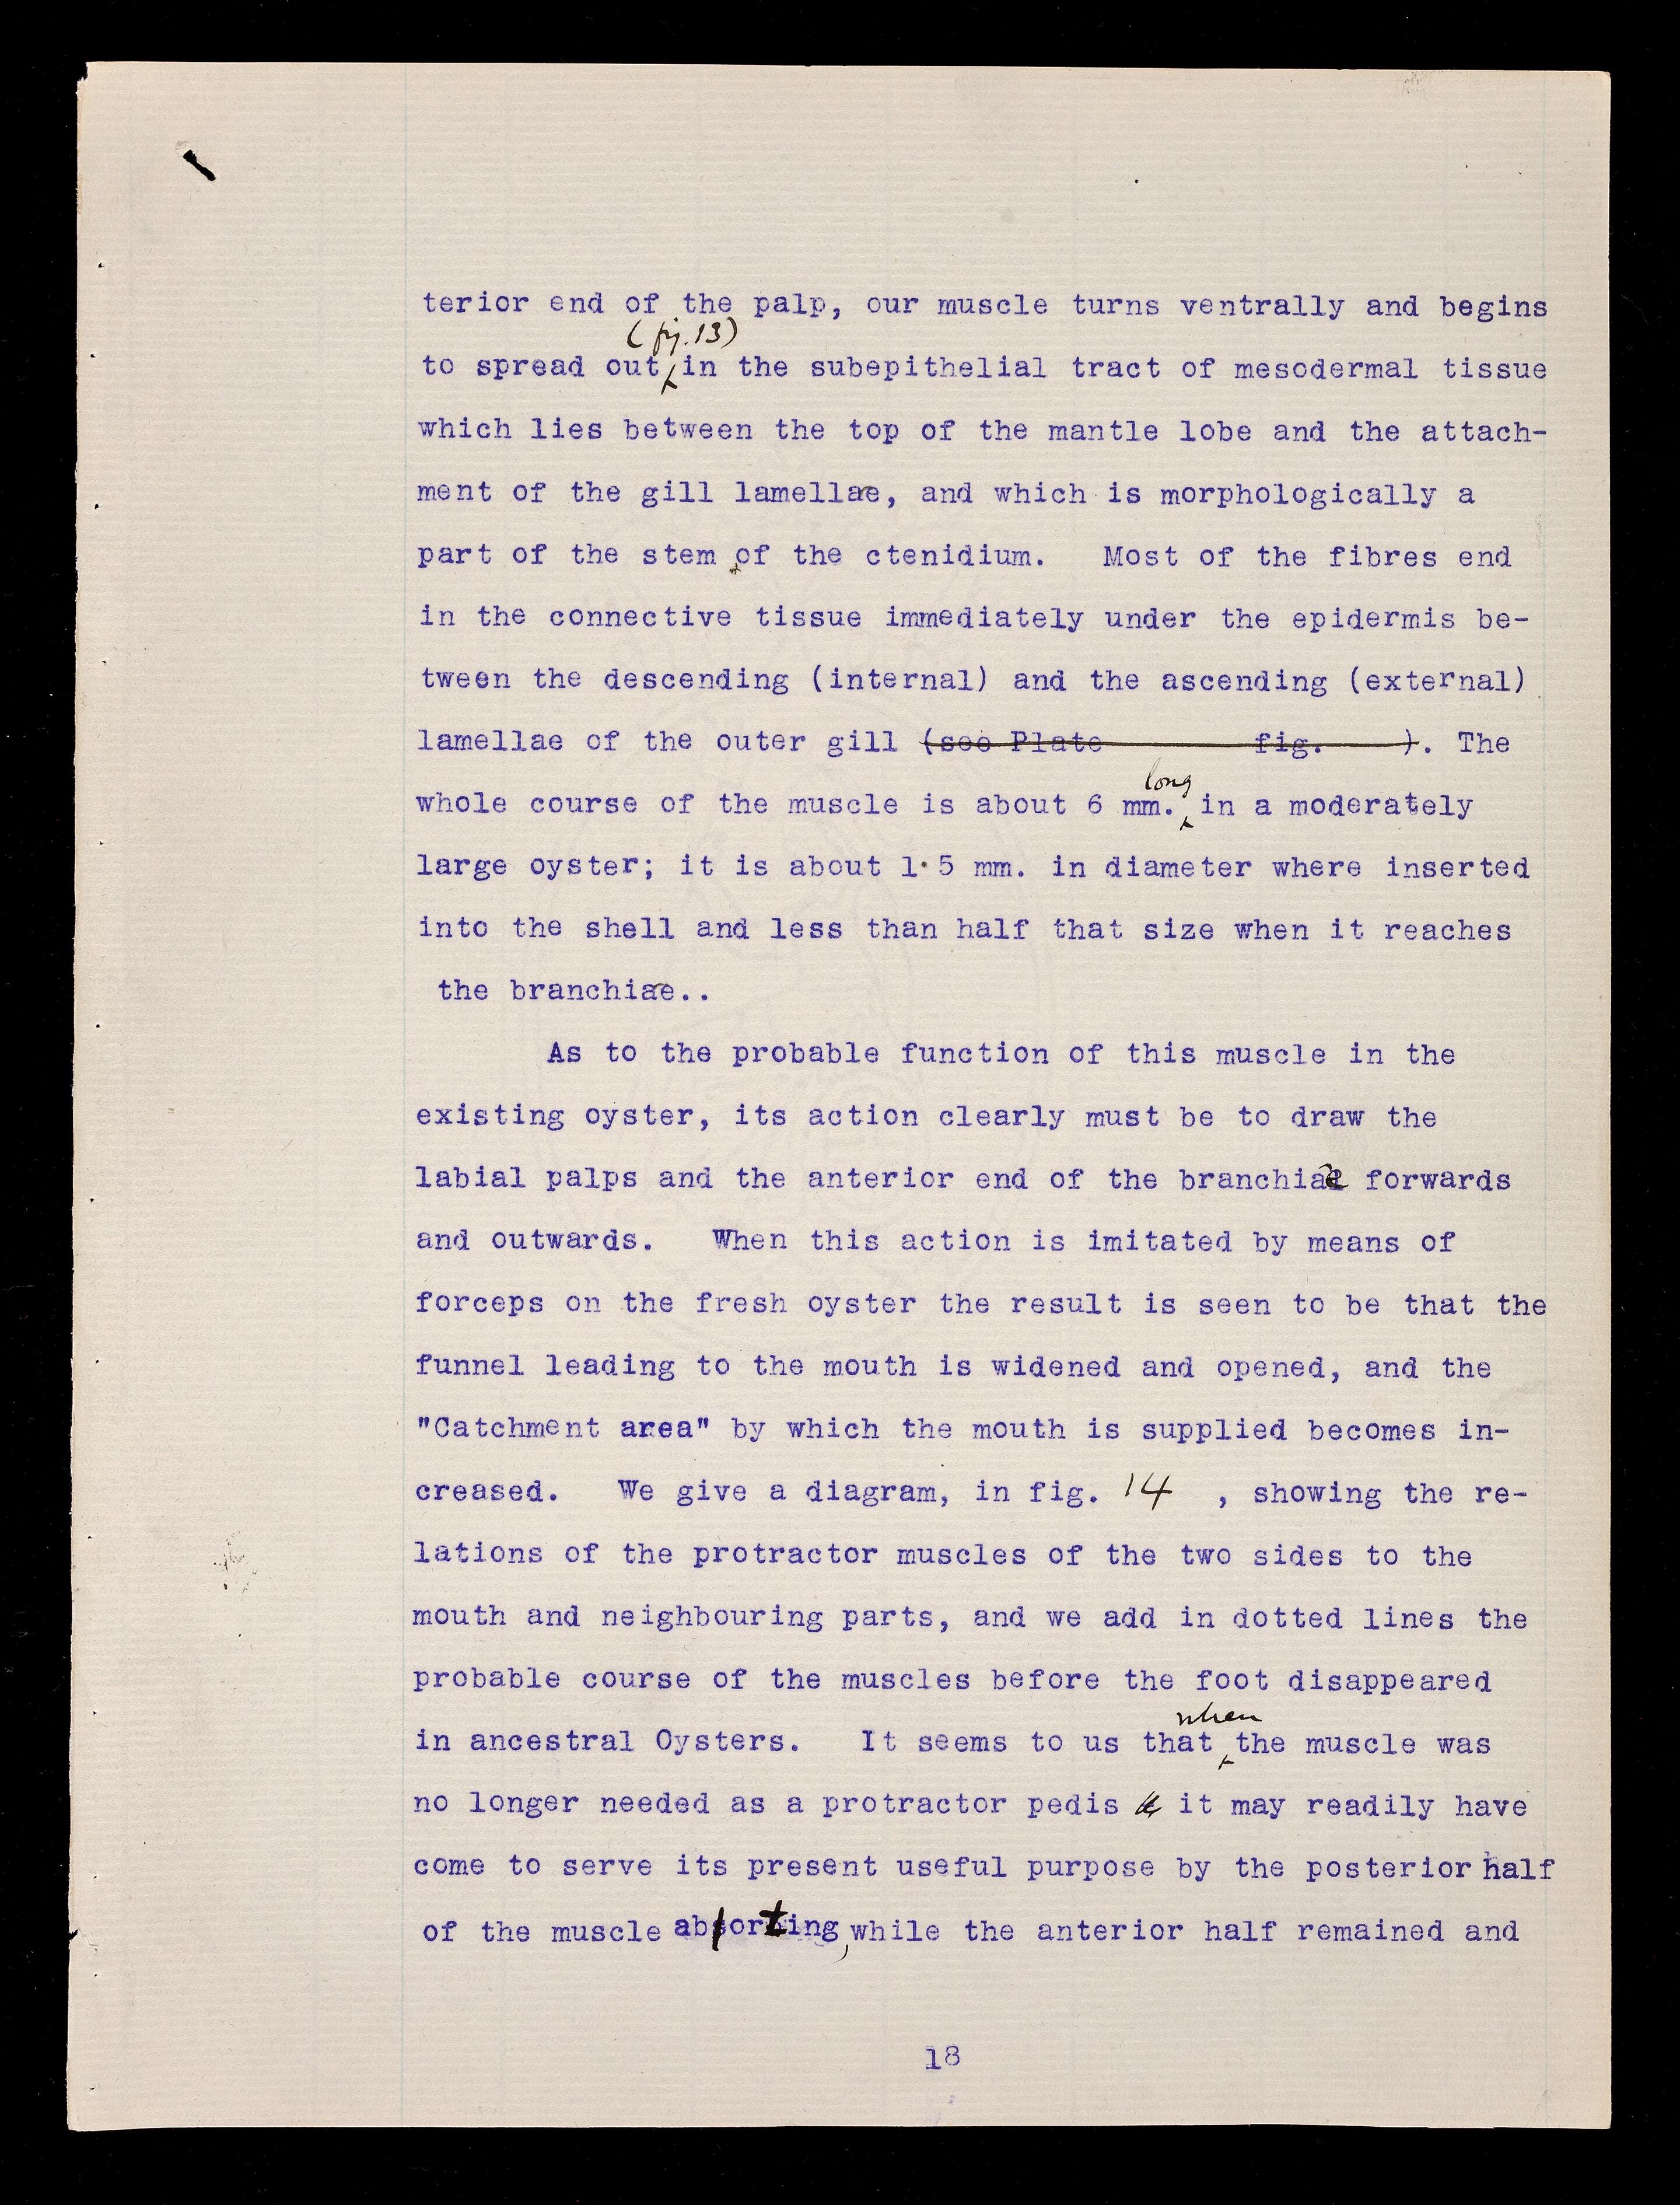 terior end of the palp, our muscle turns ventrally and begins
(fig. 13)
to spread out in the subepithelial tract of mesodermal tissue
which lies between the top of the mantle lobe and the attach-
ment of the gill lamellae, and which is morphologically a
part of the stem of the ctenidium. Most of the fibres end
in the connective tissue immediately under the epidermis be-
tween the descending (internal) and the ascending (external)
lamellae of the outer gill (see Plate fig. ). The
long
whole course of the muscle is about 6 mm. in a moderately
large oyster; it is about 1·5 mm. in diameter where inserted
into the shell and less than half that size when it reaches
the branchiae..
As to the probable function of this muscle in the
existing oyster, its action clearly must be to draw the
labial palps and the anterior end of the branchiae forwards
and outwards. When this action is imitated by means of
forceps on the fresh oyster the result is seen to be that the
funnel leading to the mouth is widened and opened, and the
"Catchment area" by which the mouth is supplied becomes in-
creased. We give a diagram, in fig. 14 , showing the re-
lations of the protractor muscles of the two sides to the
mouth and neighbouring parts, and we add in dotted lines the
probable course of the muscles before the foot disappeared
in ancestral Oysters. It seems to us that when the muscle was
no longer needed as a protractor pedis it may readily have
come to serve its present useful purpose by the posterior half
of the muscle aborting, while the anterior half remained and
18